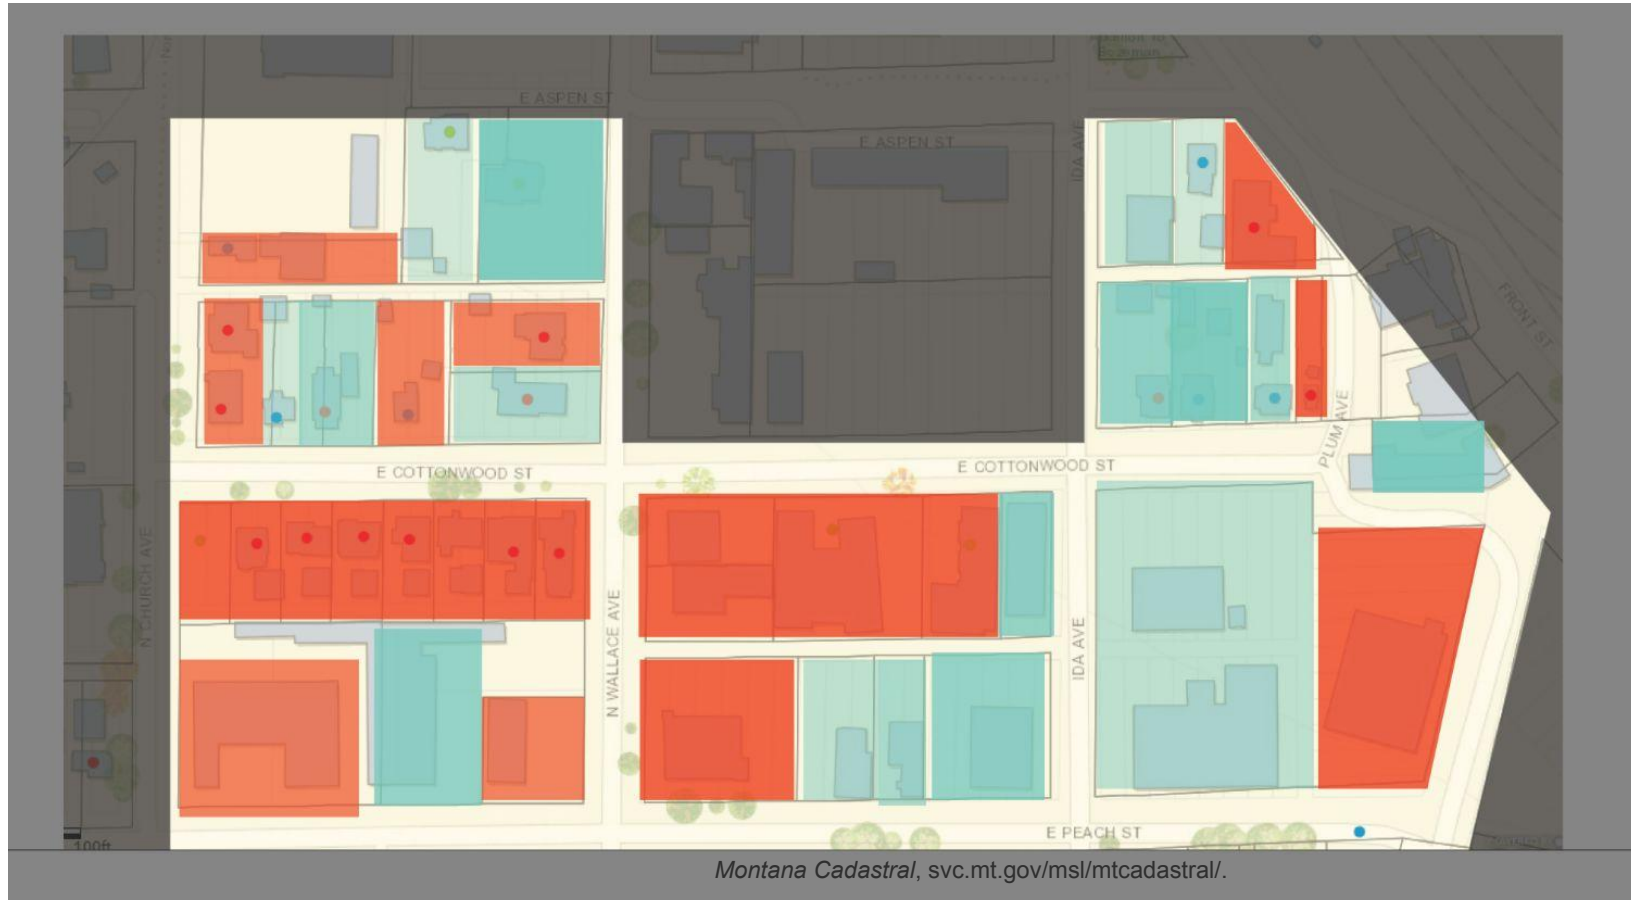 Bozeman
E ASPEN ST
E ASPEN ST
IDA AVE
FRONT ST
PLUM AVE
E COTTONWOOD ST
E COTTONWOOD ST
N CHURCH AVE
N WALLACE AVE
IDA AVE
E PEACH ST
100ft
Montana Cadastral, svc.mt.gov/msl/mtcadastral/.